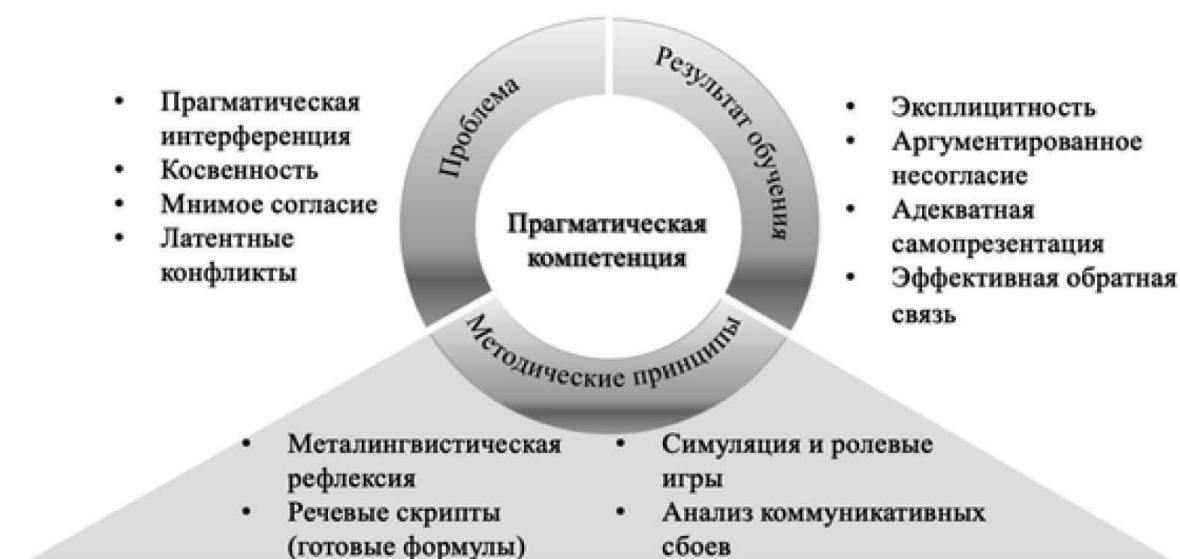 Проблема
• Прагматическая
интерференция
• Косвенность
• Мнимое согласие
• Латентные
конфликты
Результат обучения
• Эксплицитность
• Аргументированное
несогласие
• Адекватная
самопрезентация
• Эффективная обратная
связь
Прагматическая
компетенция
Методические принципы
• Металингвистическая
рефлексия
• Речевые скрипты
(готовые формулы)
• Симуляция и ролевые
игры
• Анализ коммуникативных
сбоев